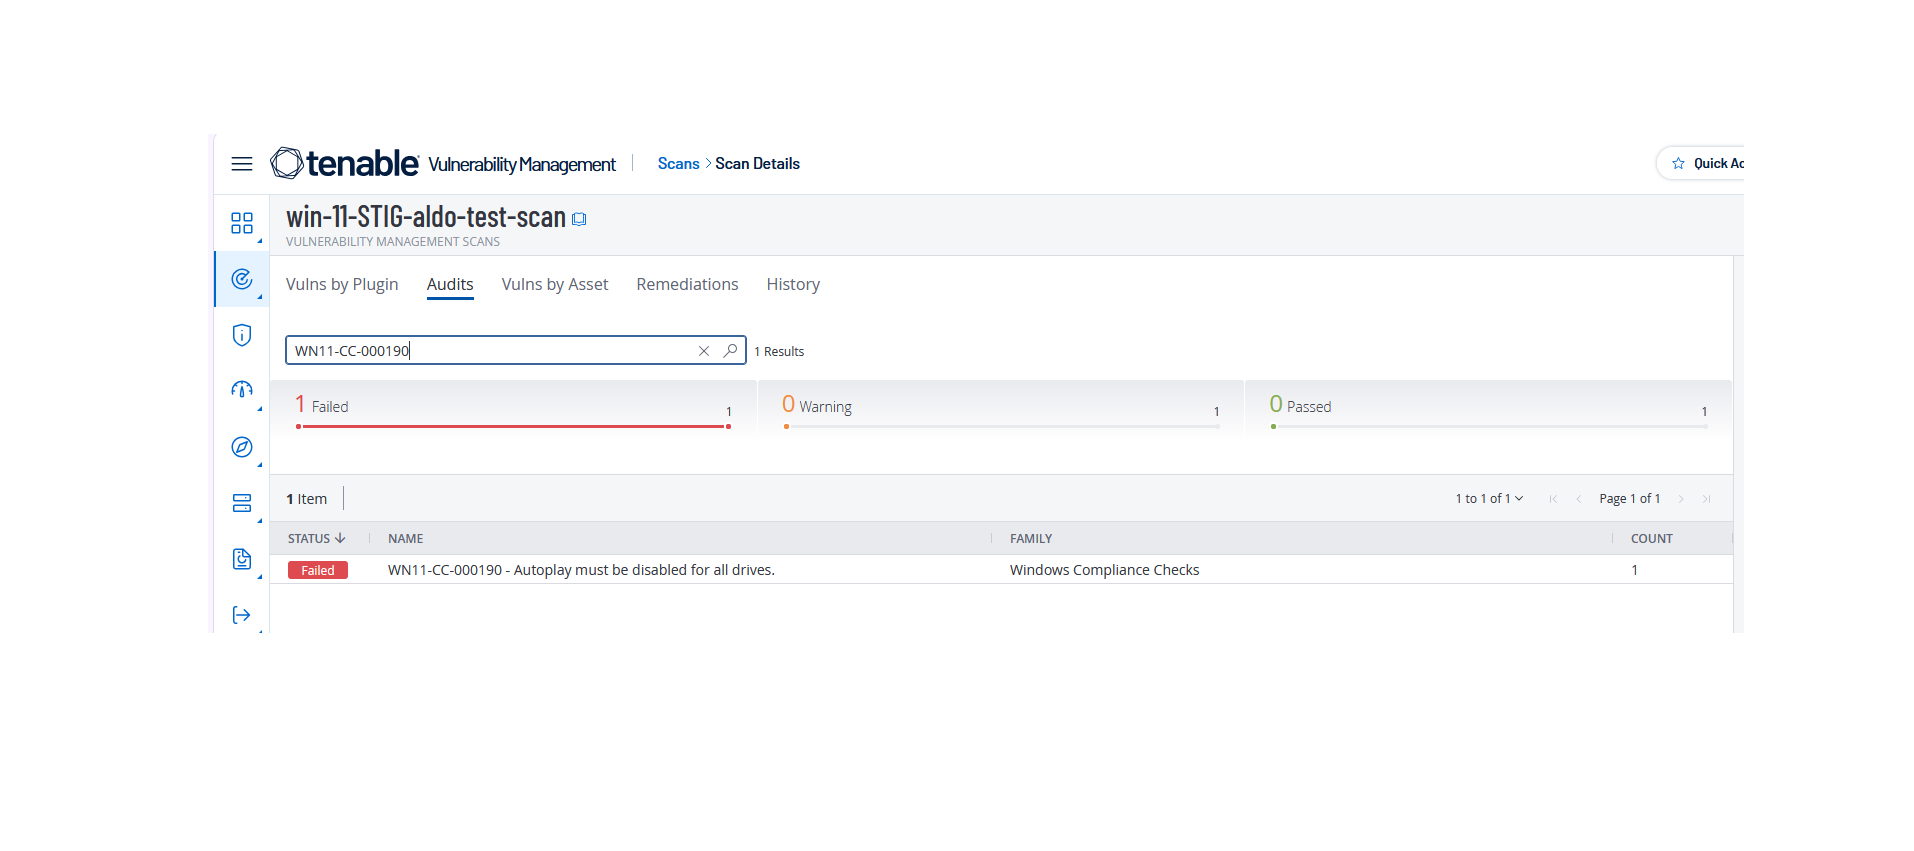 tenable Vulnerability Management Scans > Scan Details Quick Ac
win-11-STIG-aldo-test-scan
VULNERABILITY MANAGEMENT SCANS
Vulns by Plugin Audits Vulns by Asset Remediations History
WN11-CC-000190 1 Results
1 Failed 1 0 Warning 1 0 Passed 1
1 Item 1 to 1 of 1 Page 1 of 1
STATUS NAME FAMILY COUNT
Failed WN11-CC-000190 - Autoplay must be disabled for all drives. Windows Compliance Checks 1